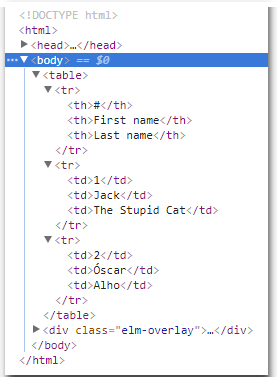 <!DOCTYPE html>
<html>
<head>…</head>
<body> == $0
<table>
<tr>
<th>#</th>
<th>First name</th>
<th>Last name</th>
</tr>
<tr>
<td>1</td>
<td>Jack</td>
<td>The Stupid Cat</td>
</tr>
<tr>
<td>2</td>
<td>Óscar</td>
<td>Alho</td>
</tr>
</table>
<div class="elm-overlay">…</div>
</body>
</html>